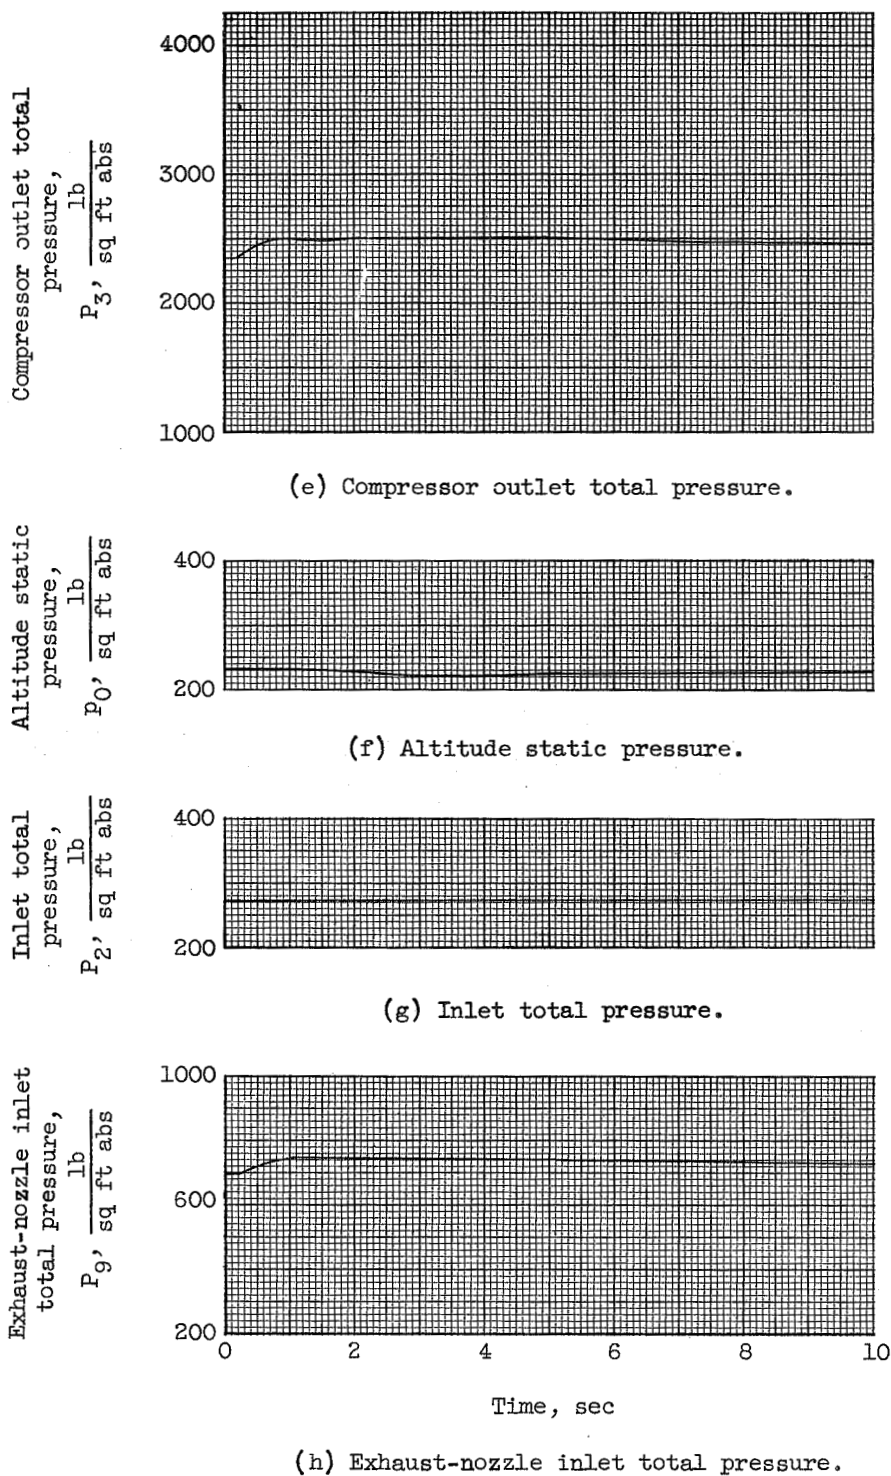 Compressor outlet total
pressure,
P3, lb
sq ft abs
4000
3000
2000
1000
(e) Compressor outlet total pressure.
Altitude static
pressure,
p0, lb
sq ft abs
400
200
(f) Altitude static pressure.
Inlet total
pressure,
P2, lb
sq ft abs
400
200
(g) Inlet total pressure.
Exhaust-nozzle inlet
total pressure,
P9, lb
sq ft abs
1000
600
200
0 2 4 6 8 10
Time, sec
(h) Exhaust-nozzle inlet total pressure.